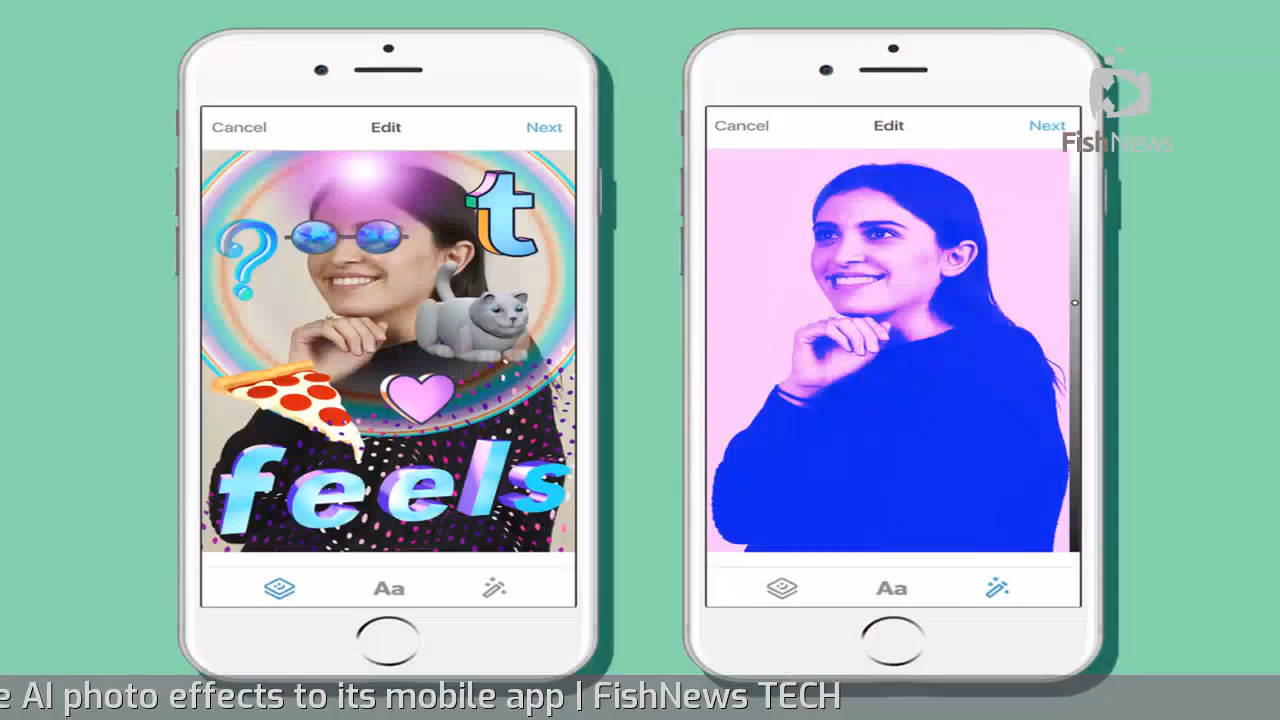 Cancel Edit Next
t
?
feels
Aa
Cancel Edit Next
Aa
FishNews
e AI photo effects to its mobile app | FishNews TECH